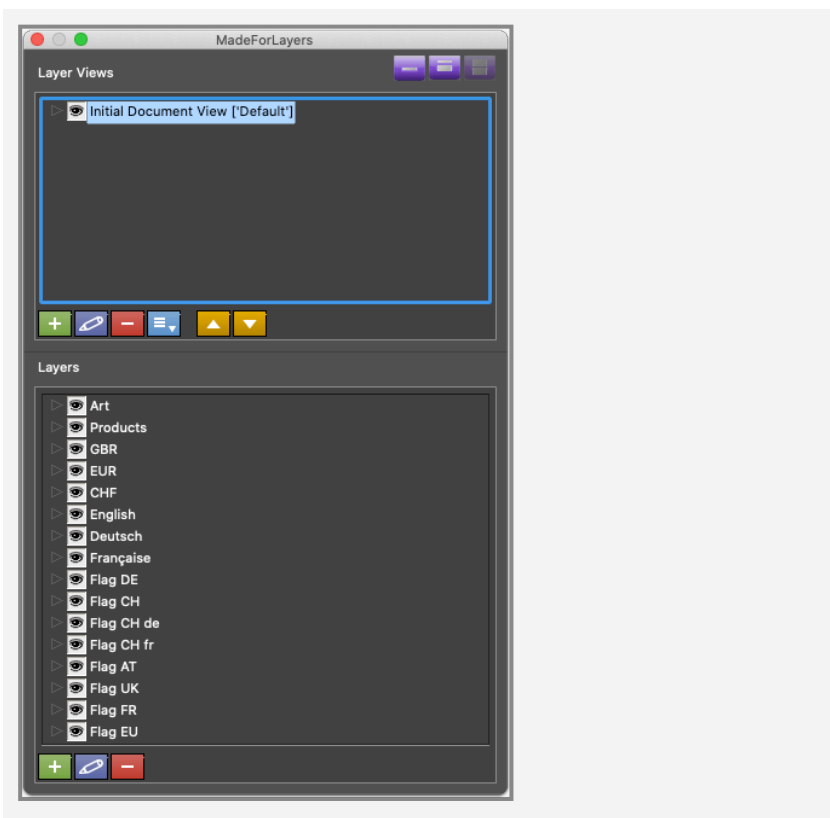 MadeForLayers
Layer Views
Initial Document View ['Default']
Layers
Art
Products
GBR
EUR
CHF
English
Deutsch
Française
Flag DE
Flag CH
Flag CH de
Flag CH fr
Flag AT
Flag UK
Flag FR
Flag EU